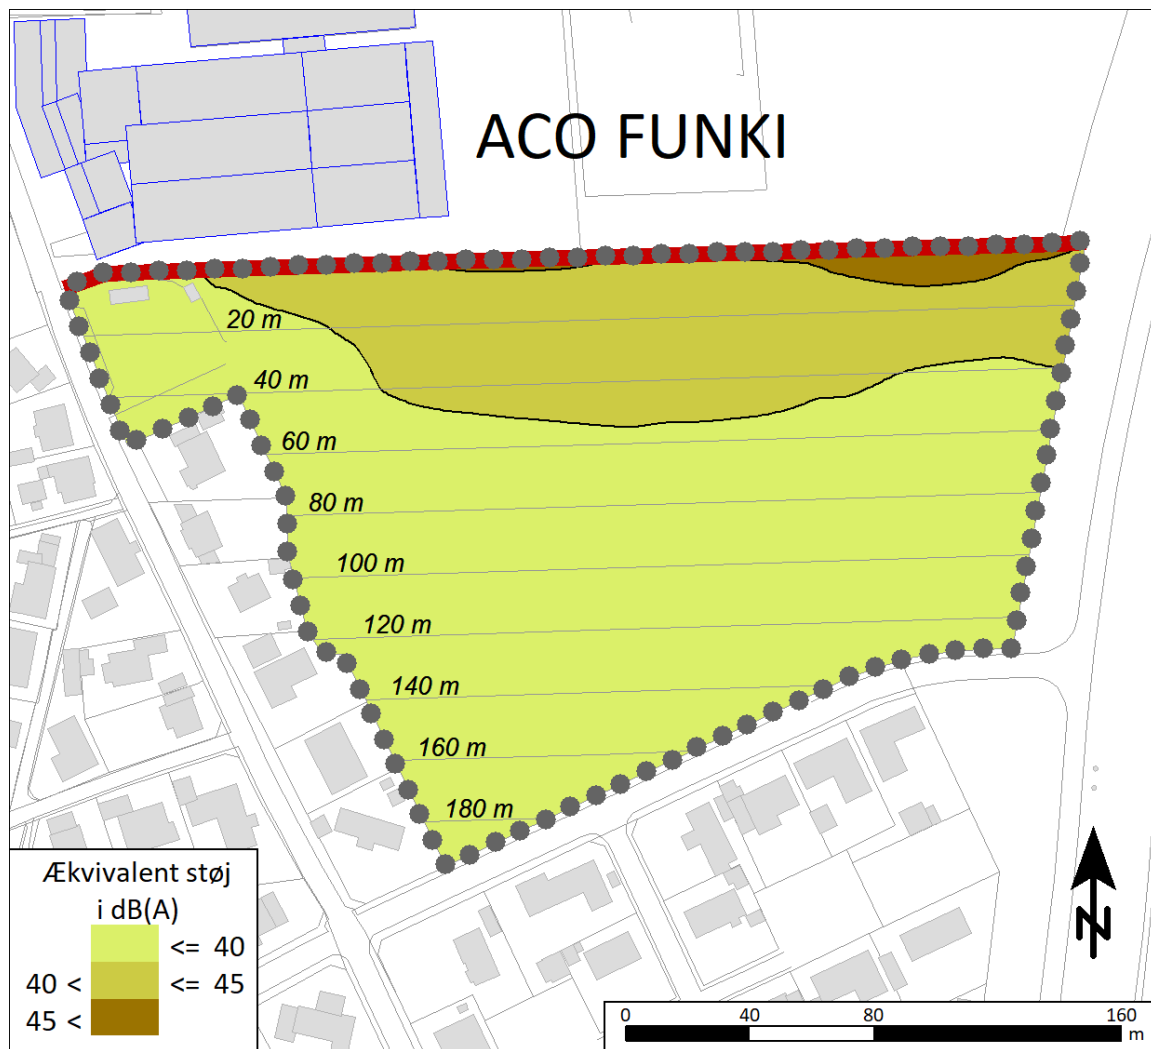 ACO FUNKI
20 m
40 m
60 m
80 m
100 m
120 m
140 m
160 m
180 m
Ækvivalent støj
i dB(A)
<= 40
40 < <= 45
45 <
N
0 40 80 160
m